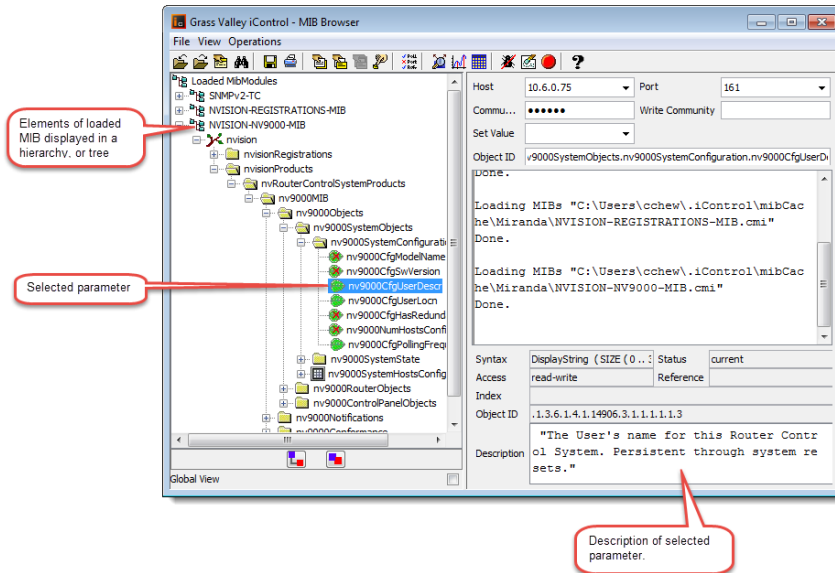 Grass Valley iControl - MIB Browser
File View Operations
Loaded MibModules
SNMPv2-TC
NVISION-REGISTRATIONS-MIB
NVISION-NV9000-MIB
nvision
nvisionRegistrations
nvisionProducts
nvRouterControlSystemProducts
nv9000MIB
nv9000Objects
nv9000SystemObjects
nv9000SystemConfigurati
nv9000CfgModelName
nv9000CfgSwVersion
nv9000CfgUserDescr
nv9000CfgUserLocn
nv9000CfgHasRedund
nv9000NumHostsConfi
nv9000CfgPollingFrequ
nv9000SystemState
nv9000SystemHostsConfig
nv9000RouterObjects
nv9000ControlPanelObjects
nv9000Notifications
nv9000Conformance
Global View
Elements of loaded
MIB displayed in a
hierarchy, or tree
Selected parameter
Host 10.6.0.75 Port 161
Commu... ●●●●●● Write Community
Set Value
Object ID v9000SystemObjects.nv9000SystemConfiguration.nv9000CfgUserD
Done.
Loading MIBs "C:\Users\cchew\.iControl\mibCac
he\Miranda\NVISION-REGISTRATIONS-MIB.cmi"
Done.
Loading MIBs "C:\Users\cchew\.iControl\mibCac
he\Miranda\NVISION-NV9000-MIB.cmi"
Done.
Syntax DisplayString ( SIZE ( 0 .. Status current
Access read-write Reference
Index
Object ID .1.3.6.1.4.1.14906.3.1.1.1.1.1.3
Description "The User's name for this Router Contr
ol System. Persistent through system re
sets."
Description of selected
parameter.